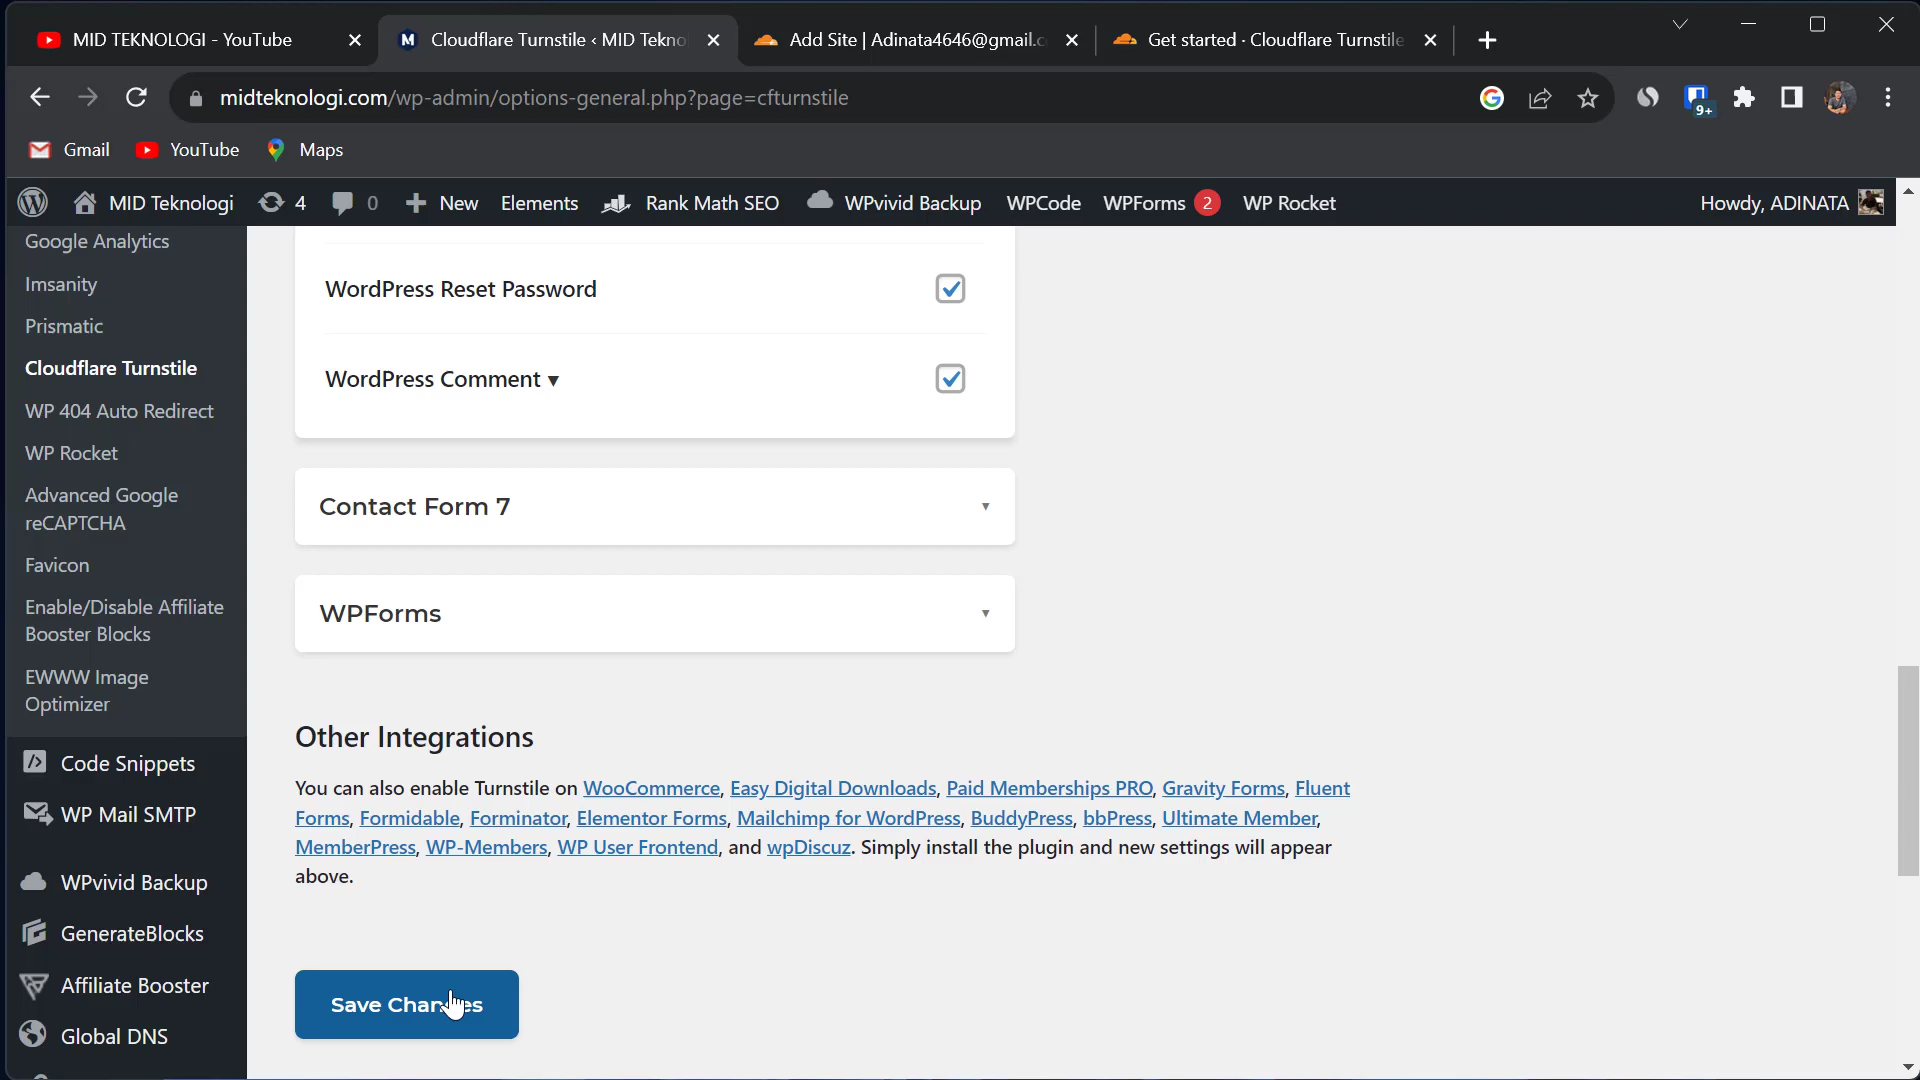 MID TEKNOLOGI - YouTube
Cloudflare Turnstile ‹ MID Tekno
Add Site | Adinata4646@gmail.c
Get started · Cloudflare Turnstile
midteknologi.com/wp-admin/options-general.php?page=cfturnstile
9+
Gmail
YouTube
Maps
MID Teknologi
4
0
New
Elements
Rank Math SEO
WPvivid Backup
WPCode
WPForms 2
WP Rocket
Howdy, ADINATA
Google Analytics
Imsanity
Prismatic
Cloudflare Turnstile
WP 404 Auto Redirect
WP Rocket
Advanced Google
reCAPTCHA
Favicon
Enable/Disable Affiliate
Booster Blocks
EWWW Image
Optimizer
Code Snippets
WP Mail SMTP
WPvivid Backup
GenerateBlocks
Affiliate Booster
Global DNS
WordPress Reset Password
WordPress Comment ▾
Contact Form 7
WPForms
Other Integrations
You can also enable Turnstile on WooCommerce, Easy Digital Downloads, Paid Memberships PRO, Gravity Forms, Fluent
Forms, Formidable, Forminator, Elementor Forms, Mailchimp for WordPress, BuddyPress, bbPress, Ultimate Member,
MemberPress, WP-Members, WP User Frontend, and wpDiscuz. Simply install the plugin and new settings will appear
above.
Save Changes